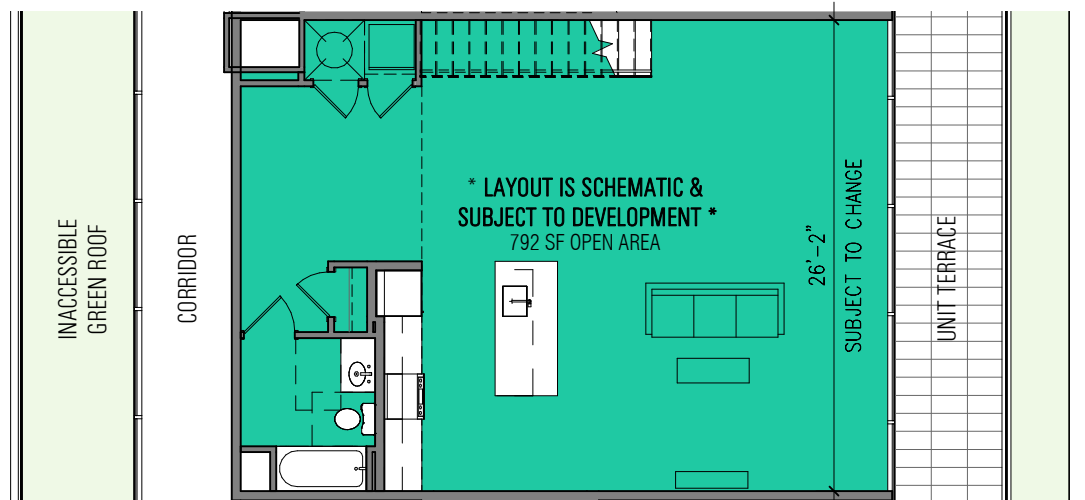 INACCESSIBLE
GREEN ROOF
CORRIDOR
* LAYOUT IS SCHEMATIC &
SUBJECT TO DEVELOPMENT *
792 SF OPEN AREA
26'-2"
SUBJECT TO CHANGE
UNIT TERRACE